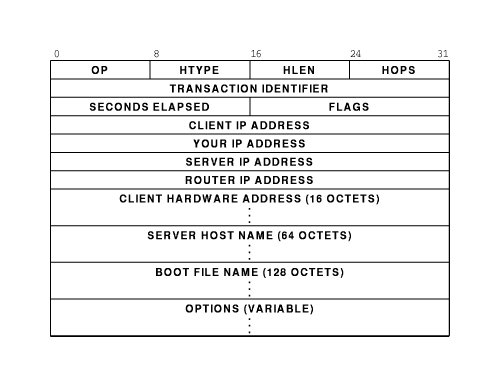 0 8 16 24 31
OP HTYPE HLEN HOPS
TRANSACTION IDENTIFIER
SECONDS ELAPSED FLAGS
CLIENT IP ADDRESS
YOUR IP ADDRESS
SERVER IP ADDRESS
ROUTER IP ADDRESS
CLIENT HARDWARE ADDRESS (16 OCTETS)
SERVER HOST NAME (64 OCTETS)
BOOT FILE NAME (128 OCTETS)
OPTIONS (VARIABLE)